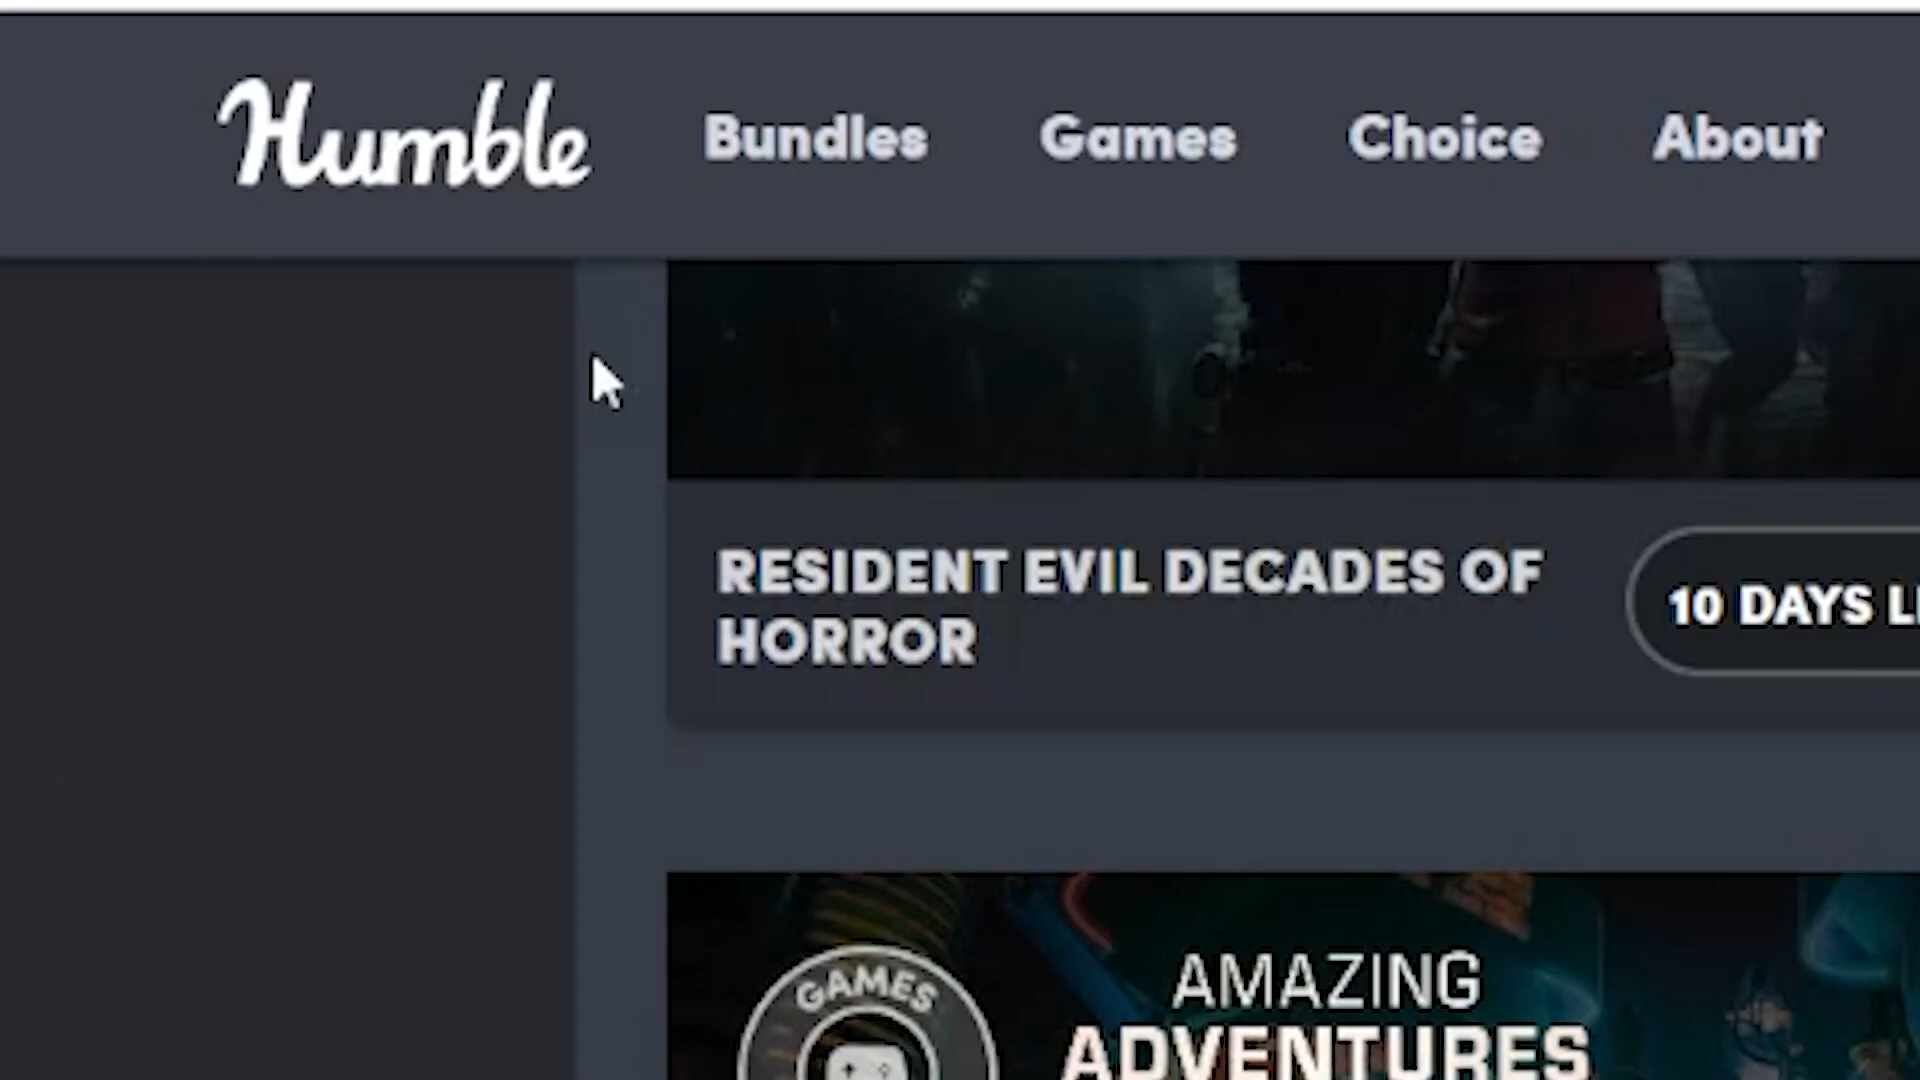 Humble
Bundles
Games
Choice
About
RESIDENT EVIL DECADES OF
HORROR
10 DAYS
GAMES
AMAZING
ADVENTURES